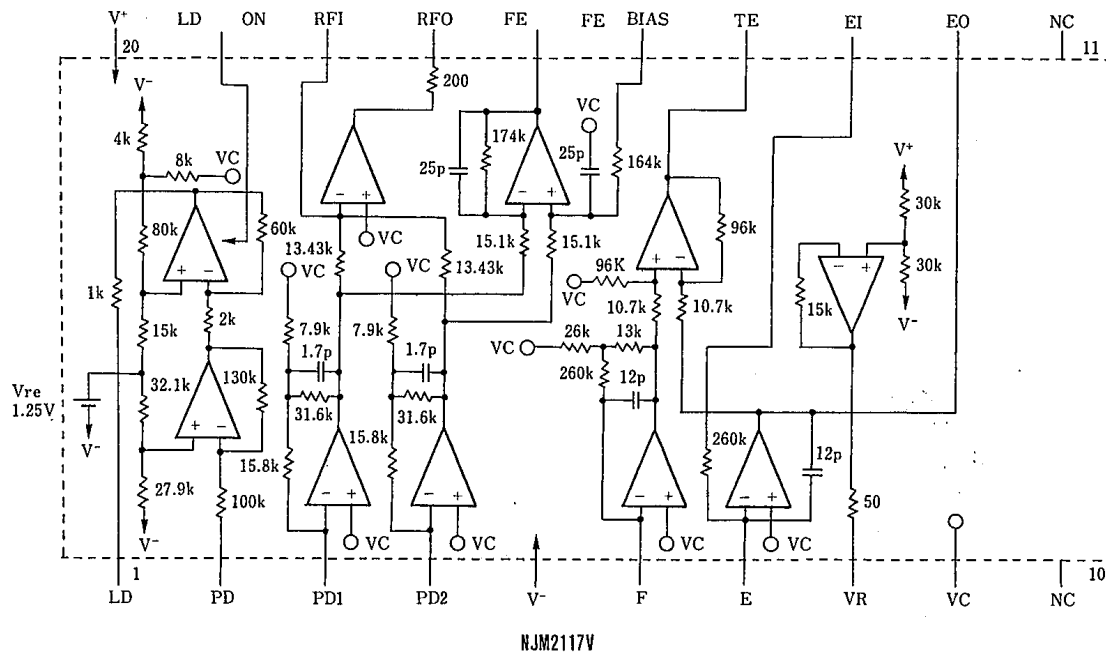 V+ LD ON RFI RFO FE FE BIAS TE EI EO NC
20 11
V− 200
4k VC 174k V+
8k VC 25p 25p 164k 30k
80k 60k − + − + − + 96k − + 30k
+ − 13.43k VC 15.1k 15.1k
VC VC 13.43k 96K
1k 2k VC 10.7k 10.7k 15k V−
15k 7.9k 7.9k 26k 13k
1.7p 1.7p VC 260k
Vre 32.1k 130k 12p
1.25V 31.6k 31.6k
V− + − 15.8k 15.8k 260k 12p
27.9k 100k − + − + − + − + 50
V− VC VC VC VC
1 10
LD PD PD1 PD2 V− F E VR VC NC
NJM2117V